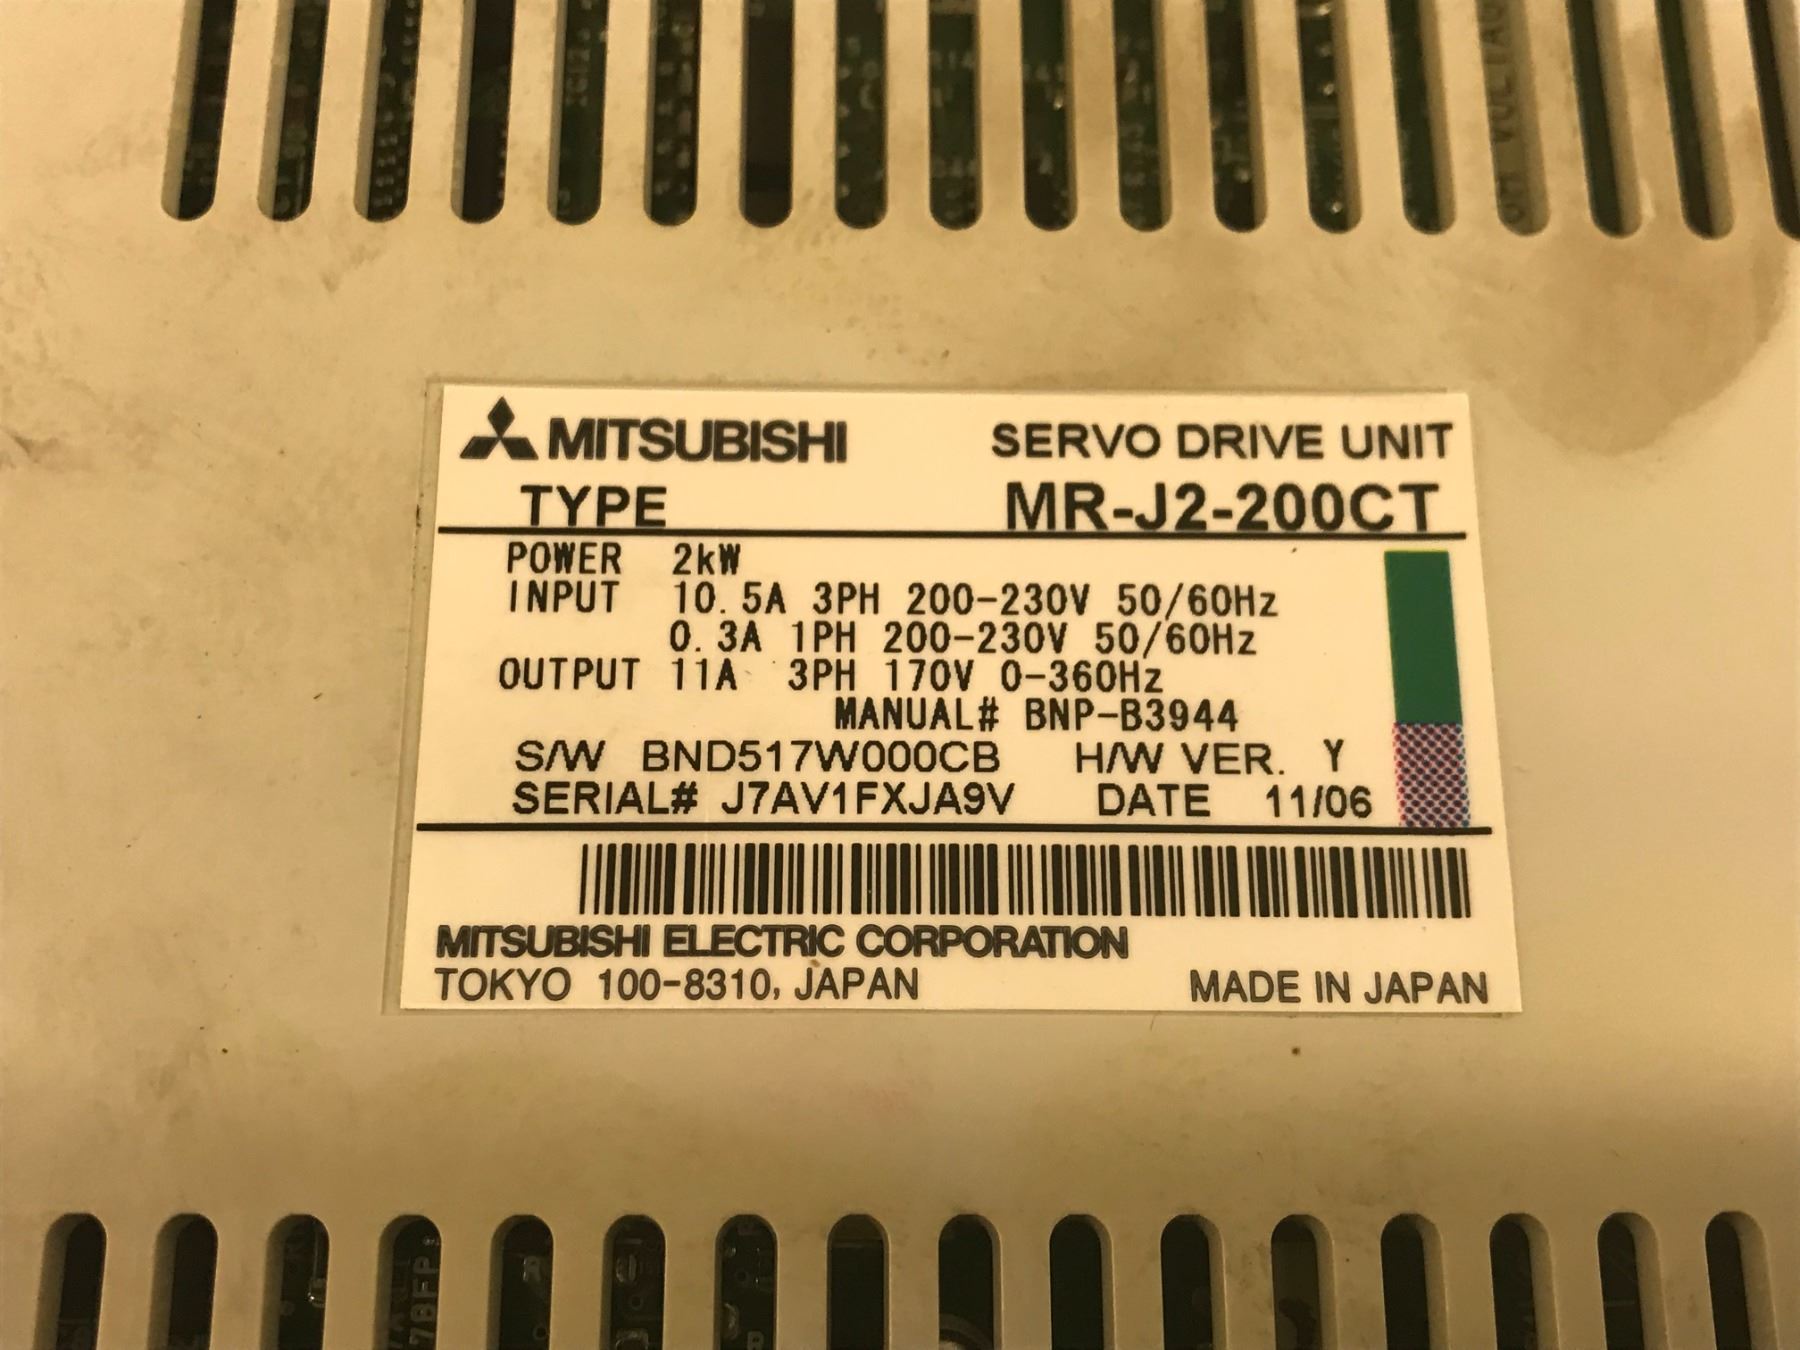 MITSUBISHI SERVO DRIVE UNIT
TYPE MR-J2-200CT
POWER 2kW
INPUT 10.5A 3PH 200-230V 50/60Hz
0.3A 1PH 200-230V 50/60Hz
OUTPUT 11A 3PH 170V 0-360Hz
MANUAL# BNP-B3944
S/W BND517W000CB H/W VER. Y
SERIAL# J7AV1FXJA9V DATE 11/06
MITSUBISHI ELECTRIC CORPORATION
TOKYO 100-8310, JAPAN MADE IN JAPAN